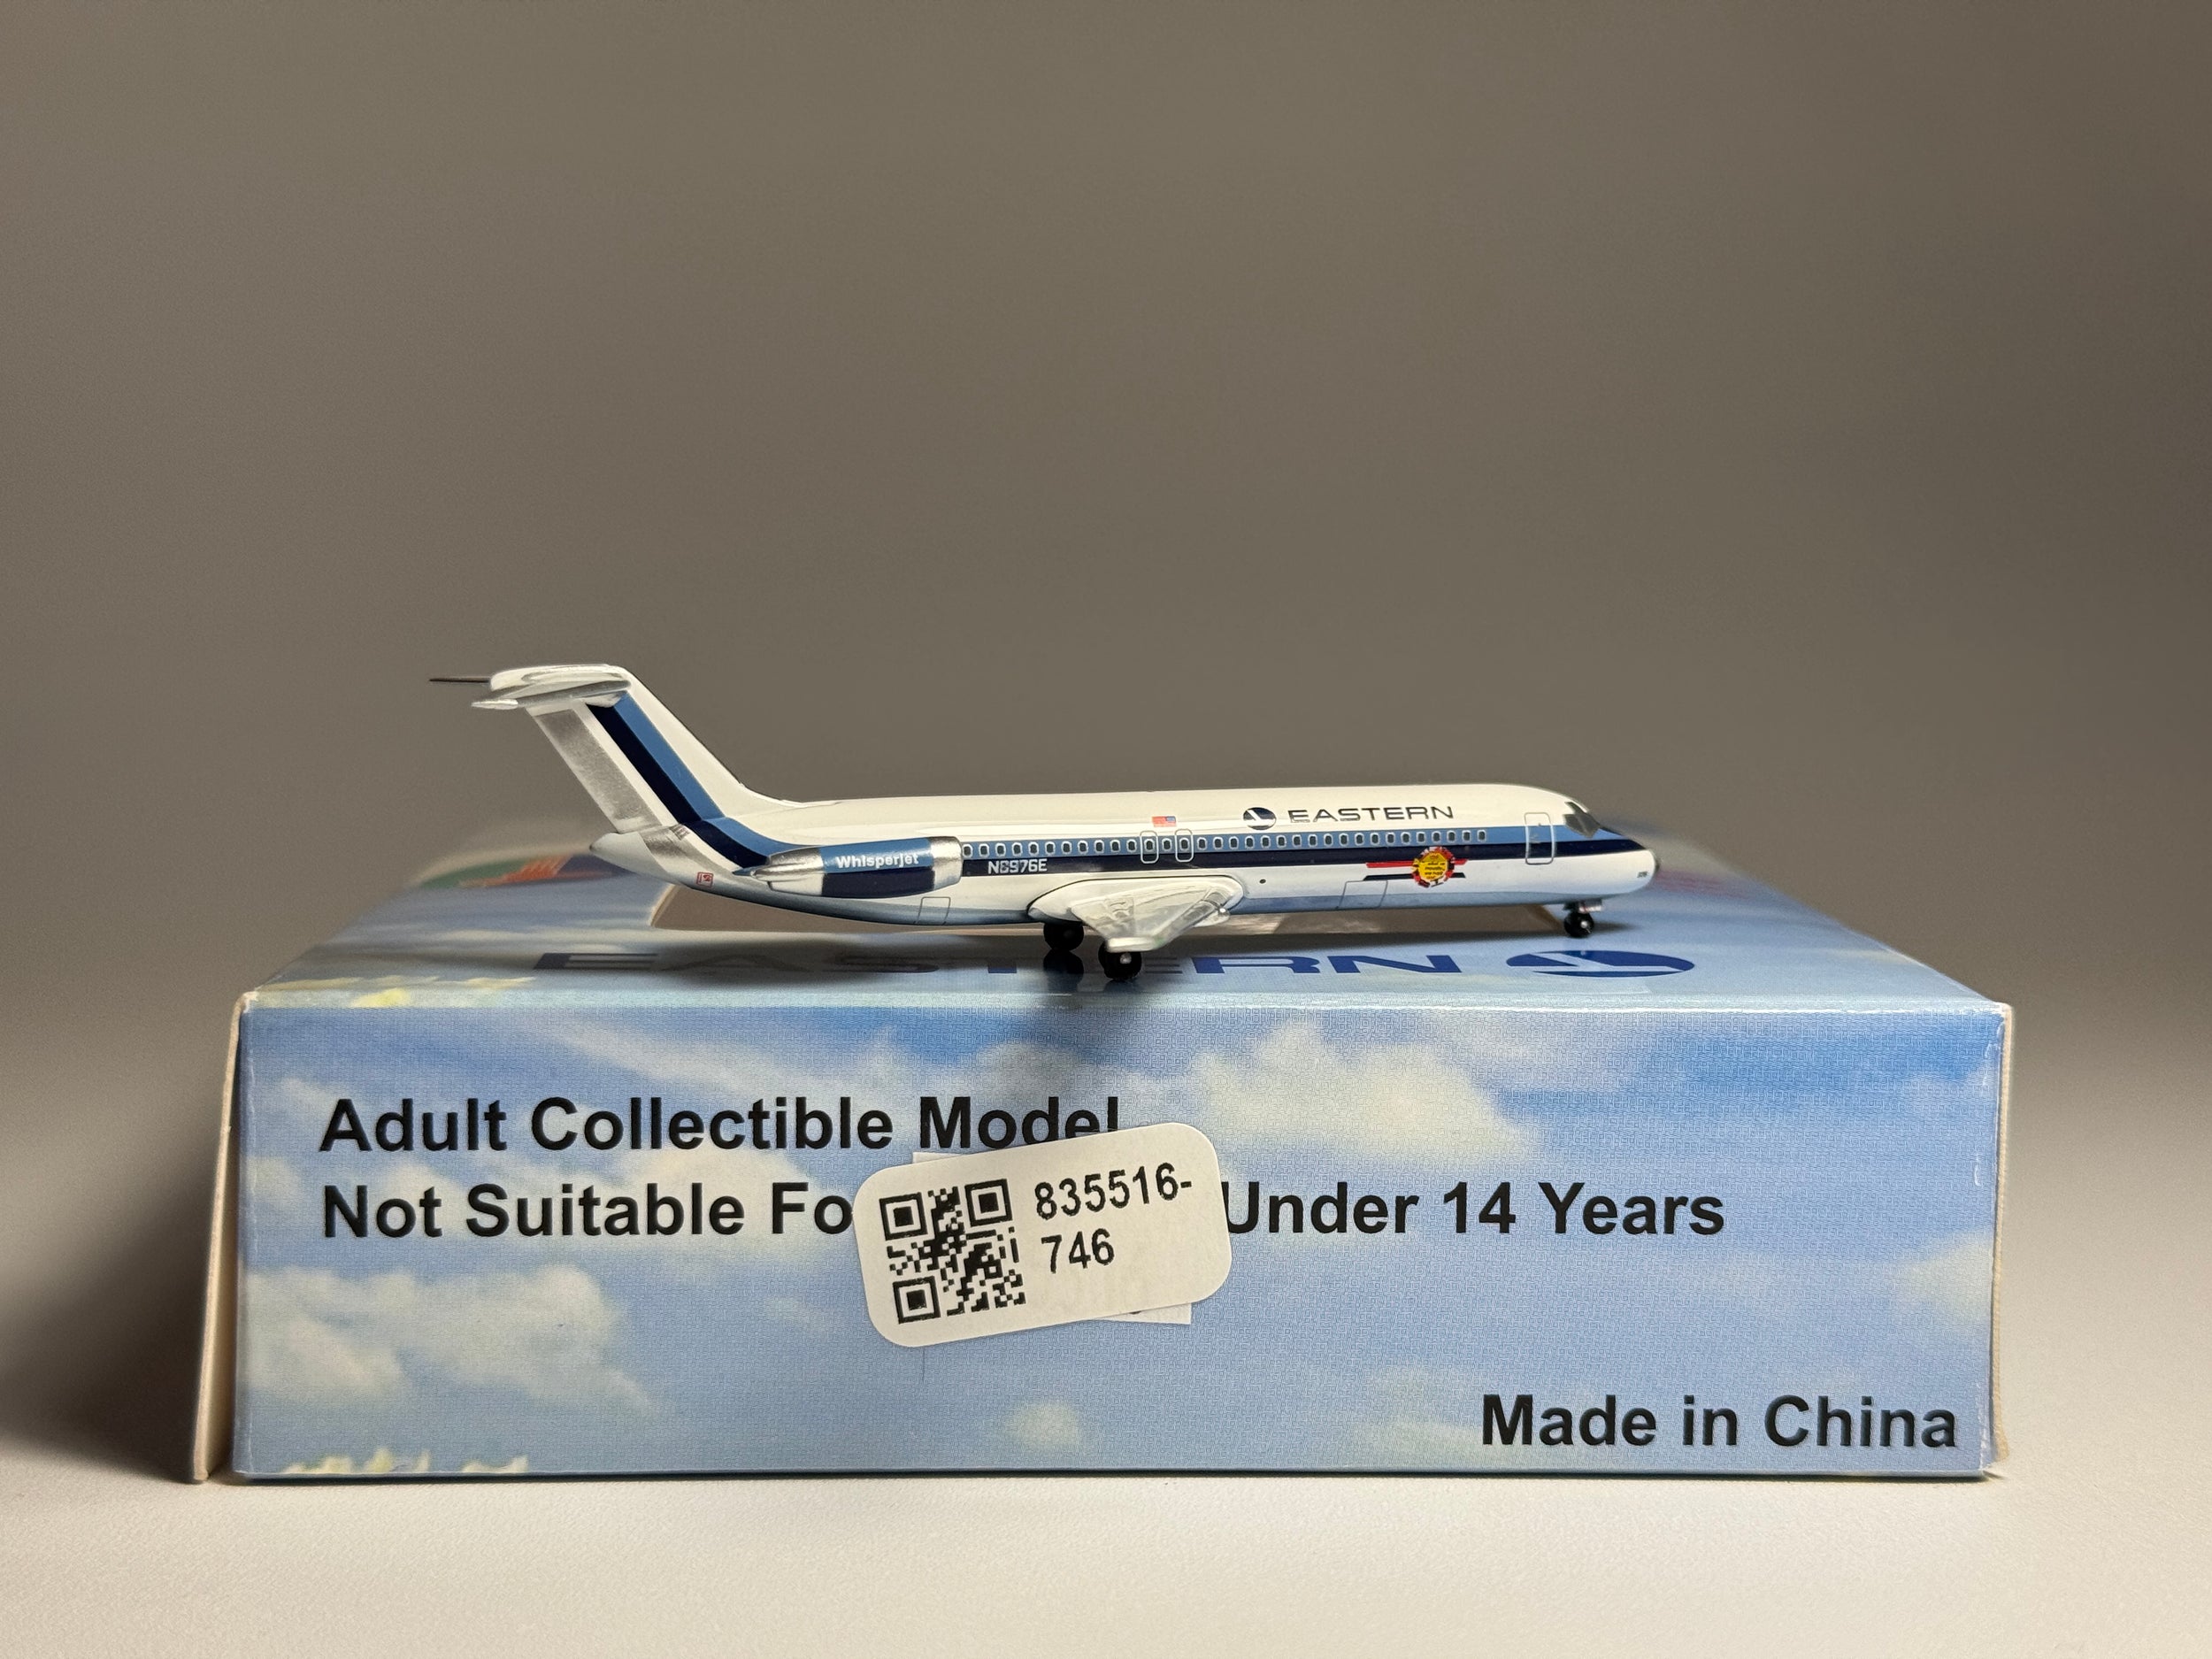 EASTERN
Whisperjet
N8976E
EASTERN
Adult Collectible Model
Not Suitable Fo Under 14 Years
835516-
746
Made in China